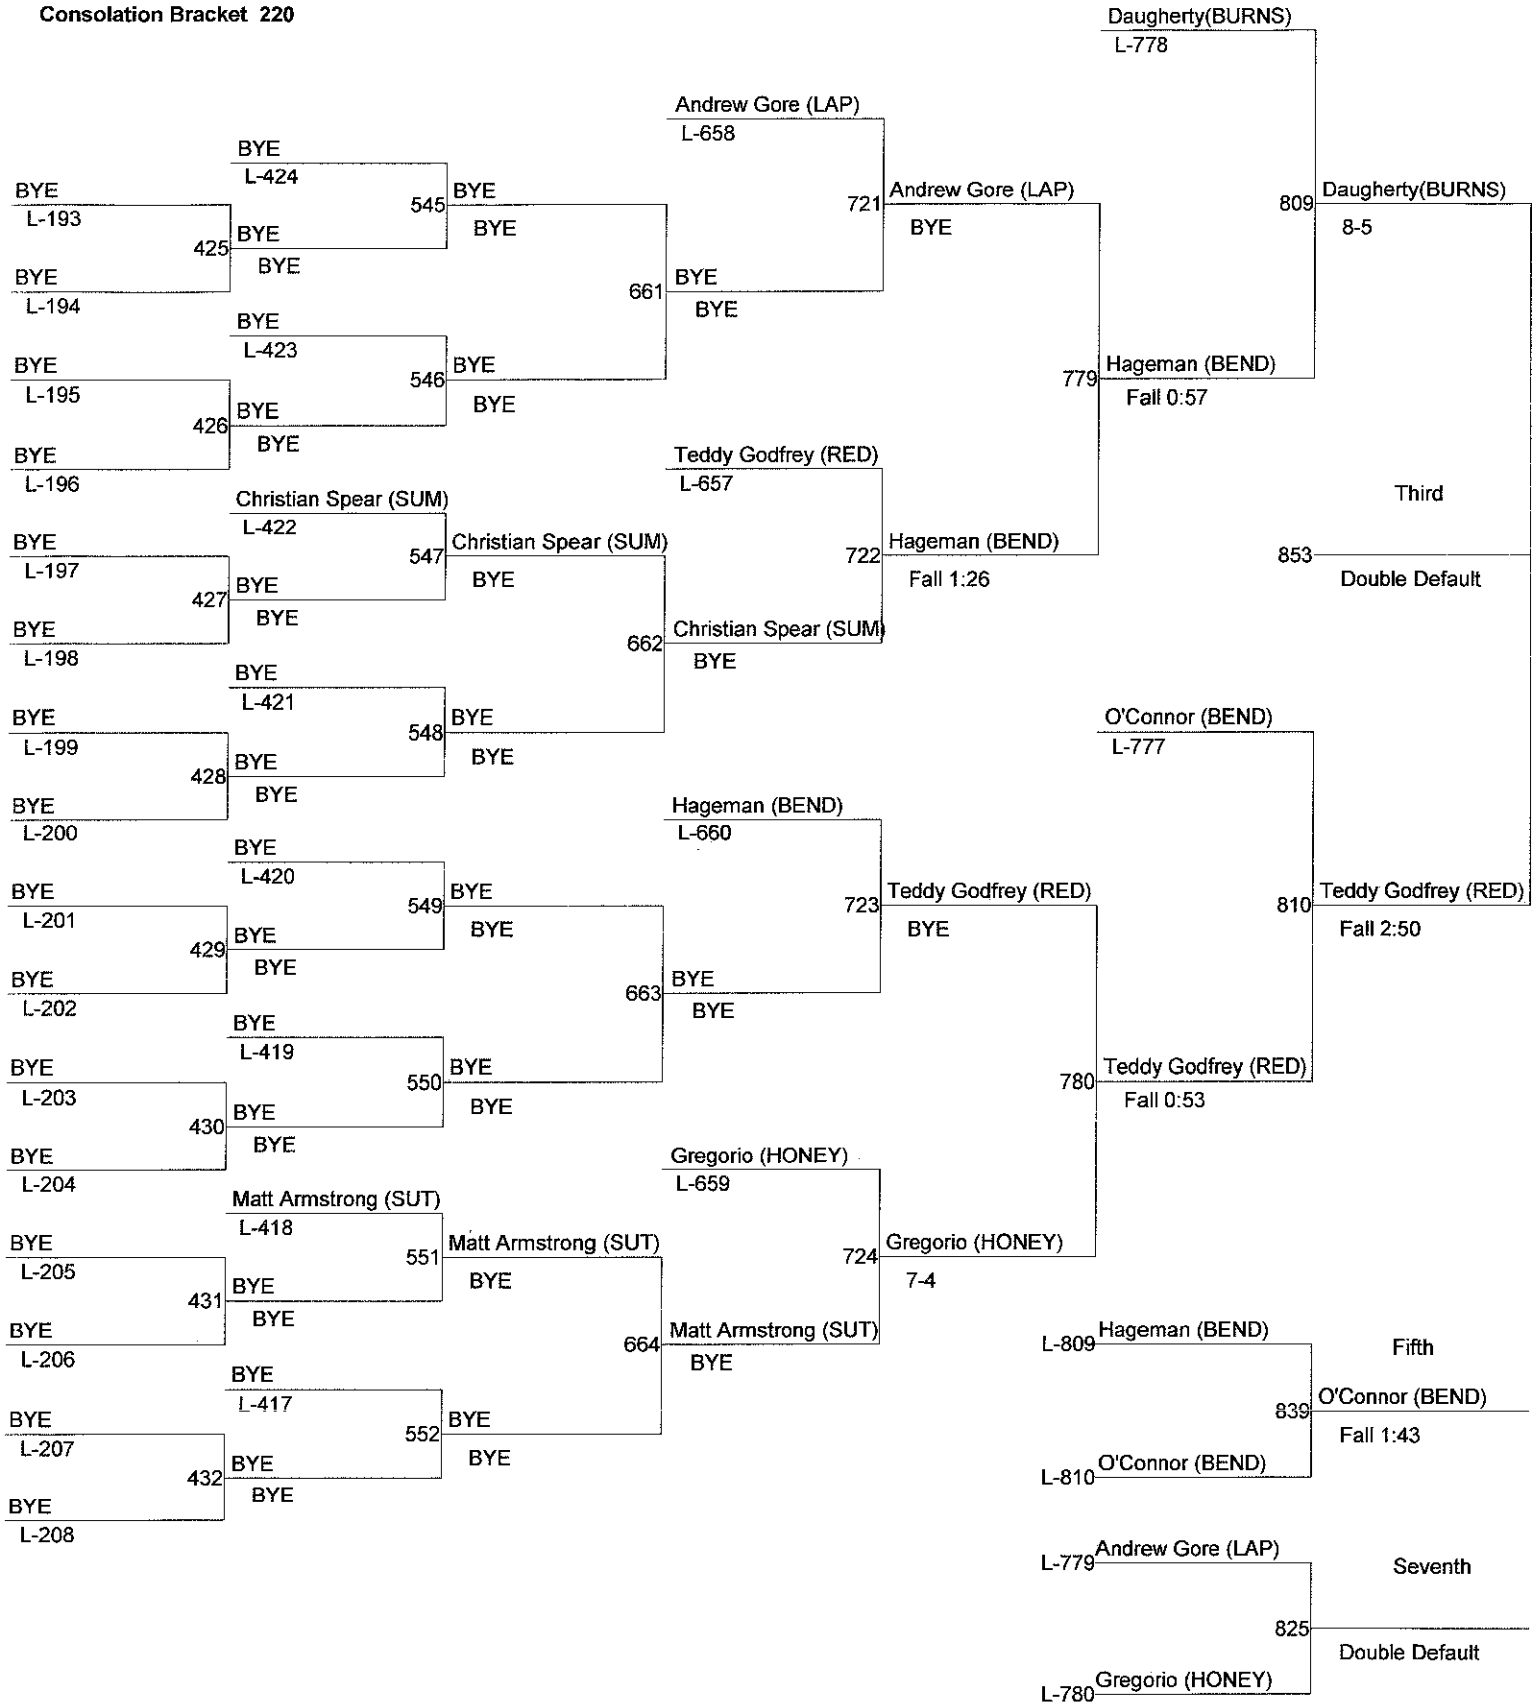 Consolation Bracket 220
BYE
L-193
BYE
L-194
BYE
L-195
BYE
L-196
BYE
L-197
BYE
L-198
BYE
L-199
BYE
L-200
BYE
L-201
BYE
L-202
BYE
L-203
BYE
L-204
BYE
L-205
BYE
L-206
BYE
L-207
BYE
L-208
BYE
L-424
425 BYE
BYE
BYE
L-423
426 BYE
BYE
Christian Spear (SUM)
L-422
427 BYE
BYE
BYE
L-421
428 BYE
BYE
BYE
L-420
429 BYE
BYE
BYE
L-419
430 BYE
BYE
Matt Armstrong (SUT)
L-418
431 BYE
BYE
BYE
L-417
432 BYE
BYE
545 BYE
BYE
546 BYE
BYE
547 Christian Spear (SUM)
BYE
548 BYE
BYE
549 BYE
BYE
550 BYE
BYE
551 Matt Armstrong (SUT)
BYE
552 BYE
BYE
Andrew Gore (LAP)
L-658
661 BYE
BYE
Teddy Godfrey (RED)
L-657
662 Christian Spear (SUM)
BYE
Hageman (BEND)
L-660
663 BYE
BYE
Gregorio (HONEY)
L-659
664 Matt Armstrong (SUT)
BYE
721 Andrew Gore (LAP)
BYE
722 Hageman (BEND)
Fall 1:26
723 Teddy Godfrey (RED)
BYE
724 Gregorio (HONEY)
7-4
Daugherty(BURNS)
L-778
779 Hageman (BEND)
Fall 0:57
O'Connor (BEND)
L-777
780 Teddy Godfrey (RED)
Fall 0:53
809 Daugherty(BURNS)
8-5
Third
853
Double Default
810 Teddy Godfrey (RED)
Fall 2:50
L-809 Hageman (BEND)
Fifth
839 O'Connor (BEND)
Fall 1:43
L-810 O'Connor (BEND)
L-779 Andrew Gore (LAP)
Seventh
825
Double Default
L-780 Gregorio (HONEY)